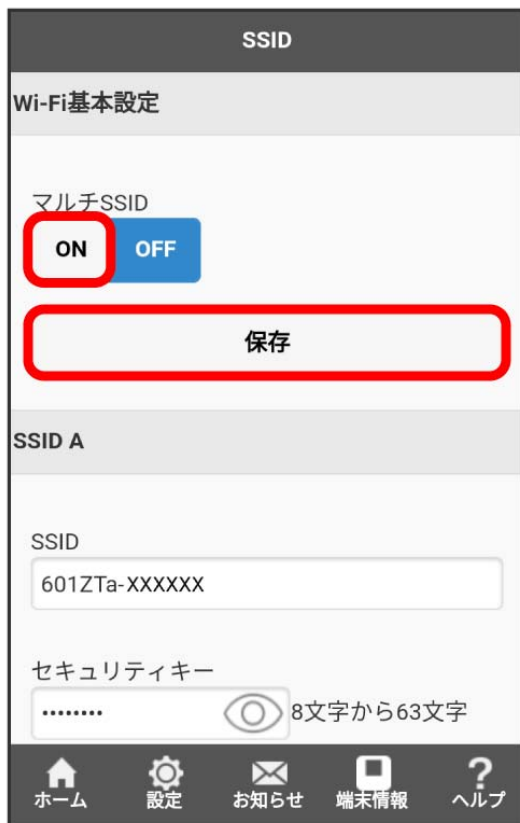 SSID
Wi-Fi基本設定
マルチSSID
ON OFF
保存
SSID A
SSID
601ZTa-XXXXXX
セキュリティキー
•••••••• 8文字から63文字
ホーム 設定 お知らせ 端末情報 ヘルプ